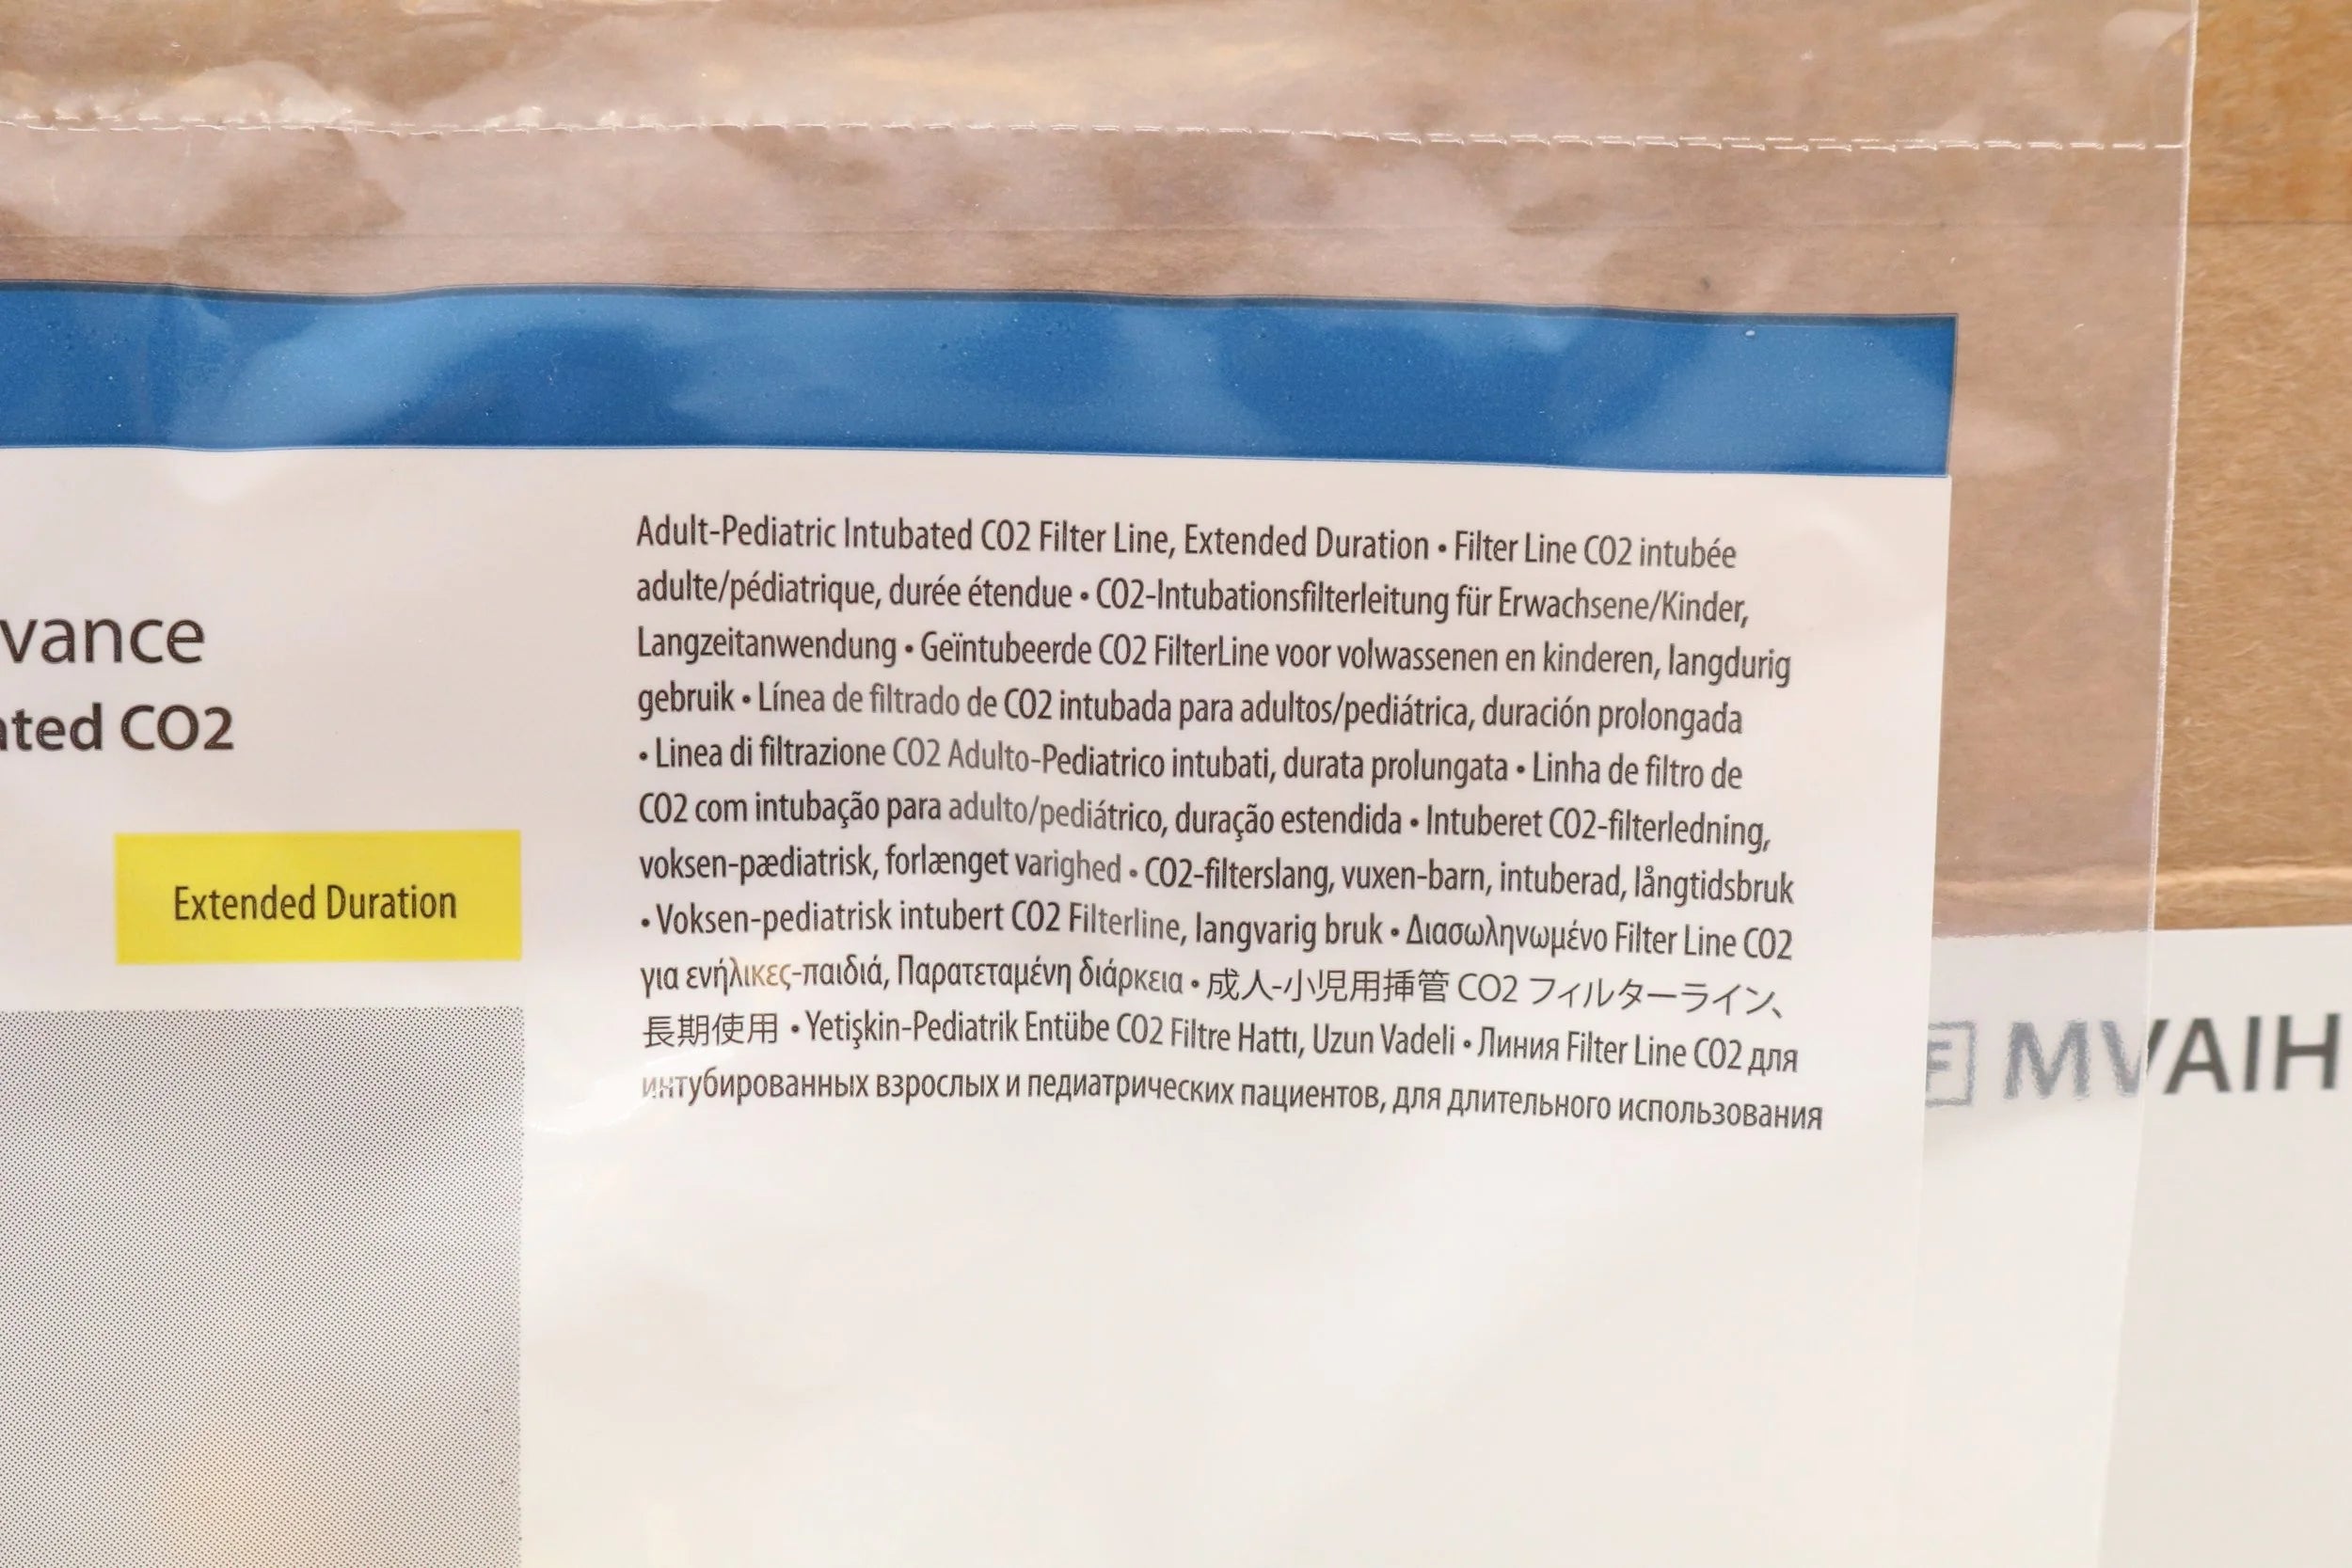 vance
ated CO2
Extended Duration
Adult-Pediatric Intubated CO2 Filter Line, Extended Duration • Filter Line CO2 intubée
adulte/pédiatrique, durée étendue • CO2-Intubationsfilterleitung für Erwachsene/Kinder,
Langzeitanwendung • Geïntubeerde CO2 FilterLine voor volwassenen en kinderen, langdurig
gebruik • Línea de filtrado de CO2 intubada para adultos/pediátrica, duración prolongada
• Linea di filtrazione CO2 Adulto-Pediatrico intubati, durata prolungata • Linha de filtro de
CO2 com intubação para adulto/pediátrico, duração estendida • Intuberet CO2-filterledning,
voksen-pædiatrisk, forlænget varighed • CO2-filterslang, vuxen-barn, intuberad, långtidsbruk
• Voksen-pediatrisk intubert CO2 Filterline, langvarig bruk • Διασωληνωμένο Filter Line CO2
για ενήλικες-παιδιά, Παρατεταμένη διάρκεια • 成人-小児用挿管 CO2 フィルターライン、
長期使用 • Yetişkin-Pediatrik Entübe CO2 Filtre Hattı, Uzun Vadeli • Линия Filter Line CO2 для
интубированных взрослых и педиатрических пациентов, для длительного использования
MVAIH